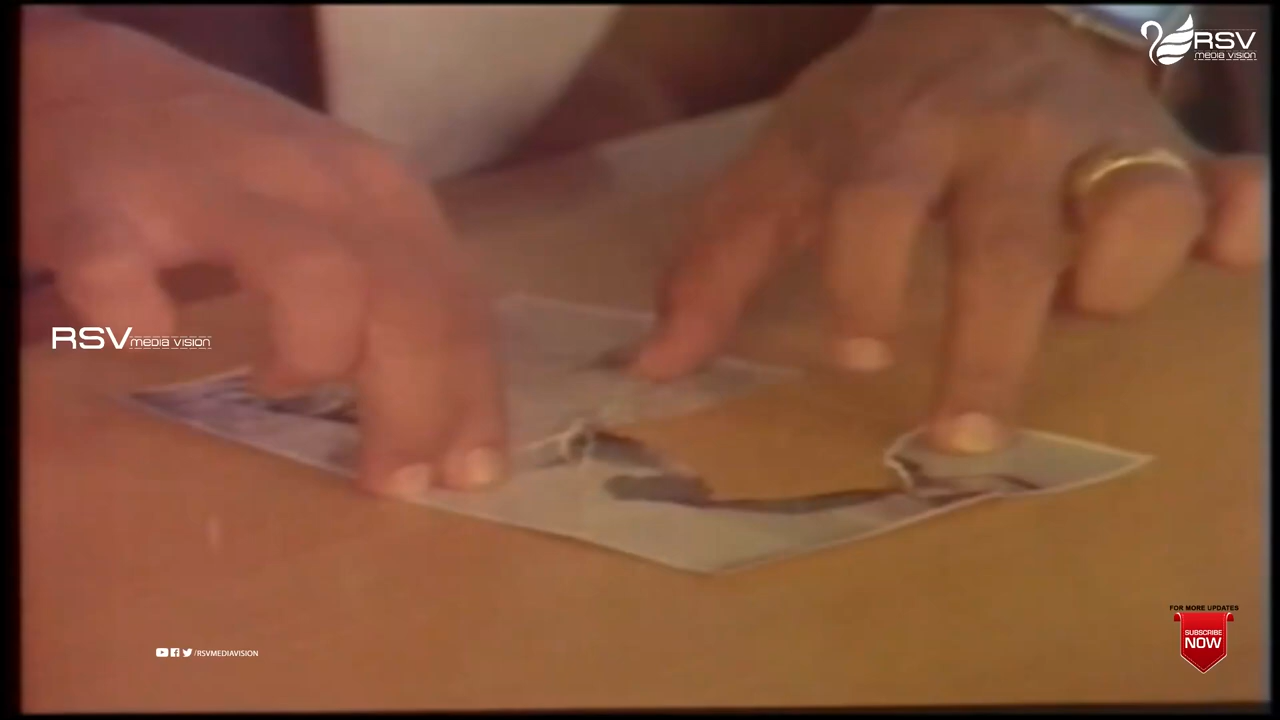 RSV
media vision
RSV media vision
FOR MORE UPDATES
SUBSCRIBE
NOW
/RSVMEDIAVISION